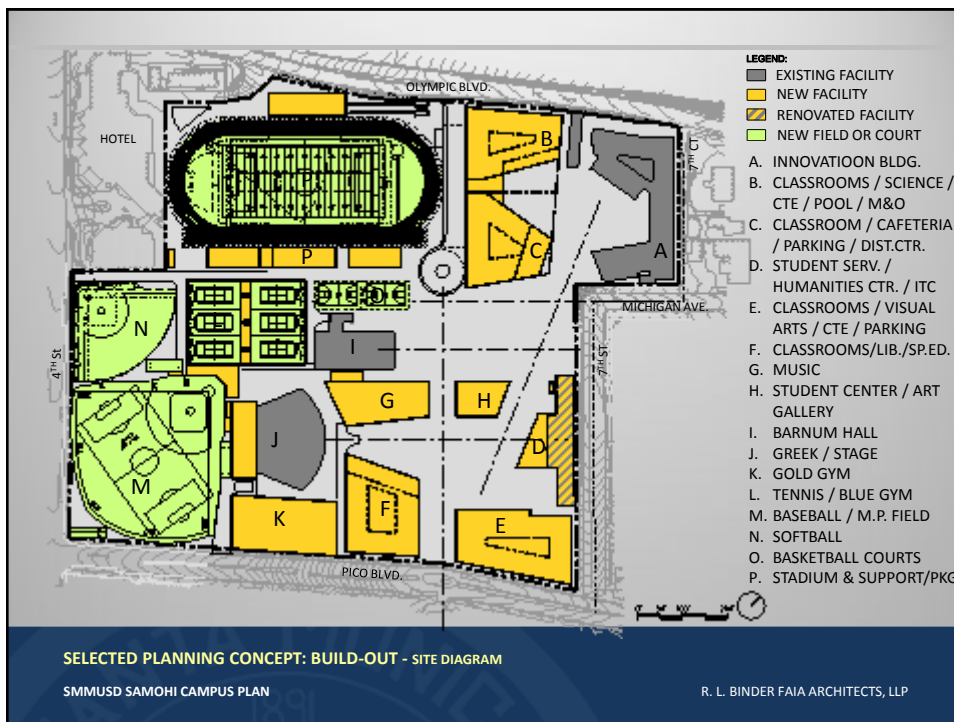 LEGEND:
EXISTING FACILITY
NEW FACILITY
RENOVATED FACILITY
NEW FIELD OR COURT
A. INNOVATIOON BLDG.
B. CLASSROOMS / SCIENCE /
CTE / POOL / M&O
C. CLASSROOM / CAFETERIA
/ PARKING / DIST.CTR.
D. STUDENT SERV. /
HUMANITIES CTR. / ITC
E. CLASSROOMS / VISUAL
ARTS / CTE / PARKING
F. CLASSROOMS/LIB./SP.ED.
G. MUSIC
H. STUDENT CENTER / ART
GALLERY
I. BARNUM HALL
J. GREEK / STAGE
K. GOLD GYM
L. TENNIS / BLUE GYM
M. BASEBALL / M.P. FIELD
N. SOFTBALL
O. BASKETBALL COURTS
P. STADIUM & SUPPORT/PKG
OLYMPIC BLVD.
HOTEL
B
7TH CT
A
C
P
P
MICHIGAN AVE.
O
N
L
I
4TH St
7TH ST
G
H
J
D
M
F
K
E
PICO BLVD.
SELECTED PLANNING CONCEPT: BUILD-OUT - SITE DIAGRAM
SMMUSD SAMOHI CAMPUS PLAN
R. L. BINDER FAIA ARCHITECTS, LLP